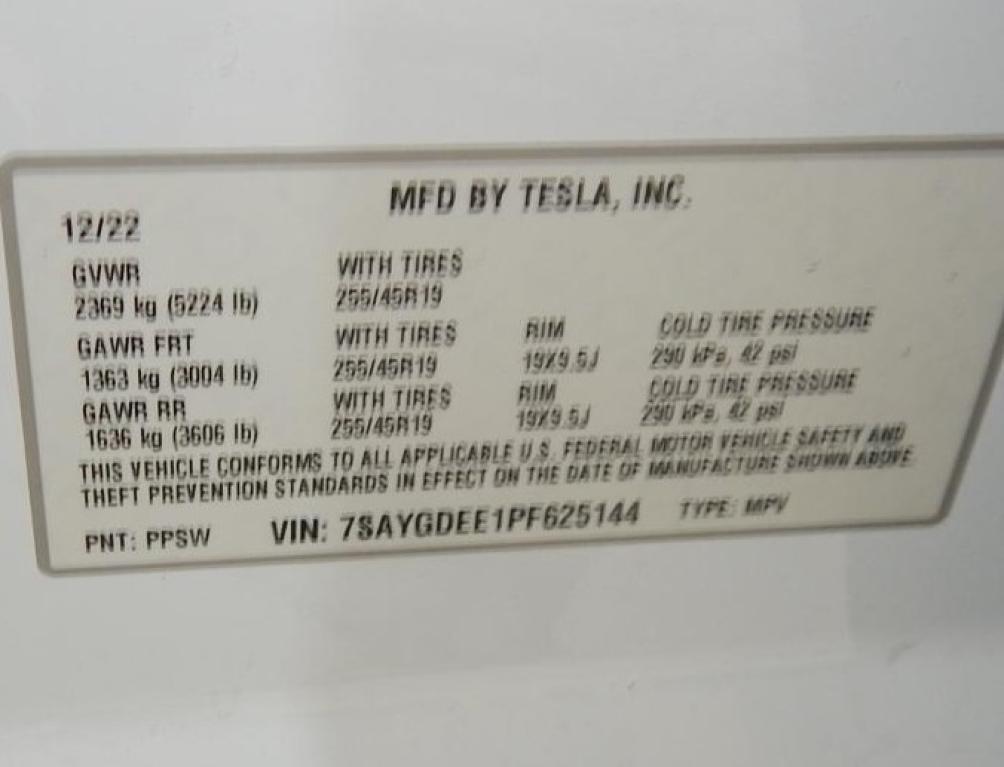 MFD BY TESLA, INC.
12/22
GVWR WITH TIRES
2369 kg (5224 lb) 255/45R19
GAWR FRT WITH TIRES RIM COLD TIRE PRESSURE
1363 kg (3004 lb) 255/45R19 19X9.5J 290 kPa, 42 psi
GAWR RR WITH TIRES RIM COLD TIRE PRESSURE
1636 kg (3606 lb) 255/45R19 19X9.5J 290 kPa, 42 psi
THIS VEHICLE CONFORMS TO ALL APPLICABLE U.S. FEDERAL MOTOR VEHICLE SAFETY AND
THEFT PREVENTION STANDARDS IN EFFECT ON THE DATE OF MANUFACTURE SHOWN ABOVE.
PNT: PPSW VIN: 7SAYGDEE1PF625144 TYPE: MPV